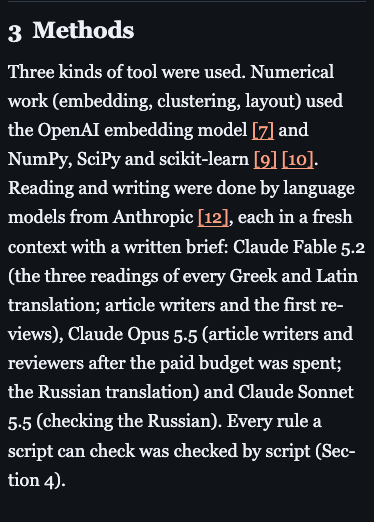 3 Methods
Three kinds of tool were used. Numerical
work (embedding, clustering, layout) used
the OpenAI embedding model [7] and
NumPy, SciPy and scikit-learn [9] [10].
Reading and writing were done by language
models from Anthropic [12], each in a fresh
context with a written brief: Claude Fable 5.2
(the three readings of every Greek and Latin
translation; article writers and the first re-
views), Claude Opus 5.5 (article writers and
reviewers after the paid budget was spent;
the Russian translation) and Claude Sonnet
5.5 (checking the Russian). Every rule a
script can check was checked by script (Sec-
tion 4).